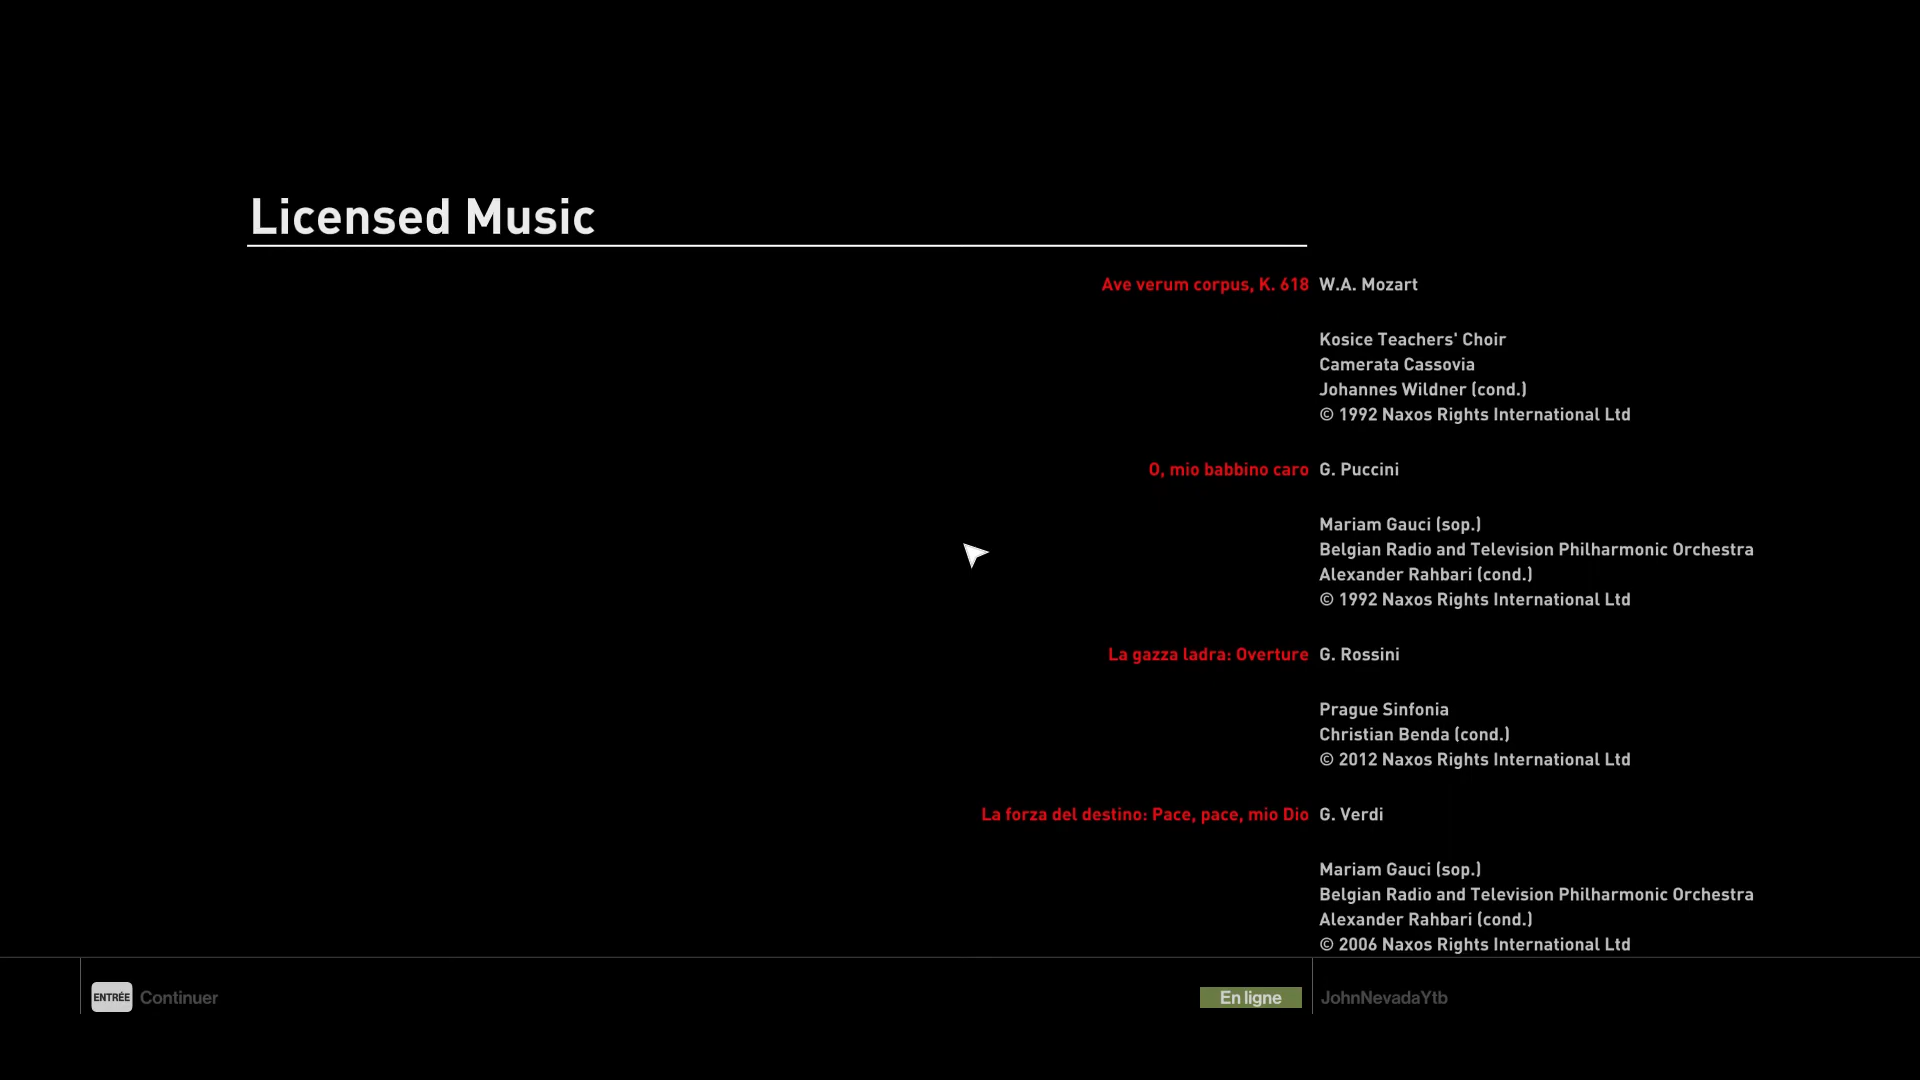 Licensed Music
Ave verum corpus, K. 618 W.A. Mozart
Kosice Teachers' Choir
Camerata Cassovia
Johannes Wildner (cond.)
© 1992 Naxos Rights International Ltd
O, mio babbino caro G. Puccini
Mariam Gauci (sop.)
Belgian Radio and Television Philharmonic Orchestra
Alexander Rahbari (cond.)
© 1992 Naxos Rights International Ltd
La gazza ladra: Overture G. Rossini
Prague Sinfonia
Christian Benda (cond.)
© 2012 Naxos Rights International Ltd
La forza del destino: Pace, pace, mio Dio G. Verdi
Mariam Gauci (sop.)
Belgian Radio and Television Philharmonic Orchestra
Alexander Rahbari (cond.)
© 2006 Naxos Rights International Ltd
ENTRÉE Continuer En ligne JohnNevadaYtb